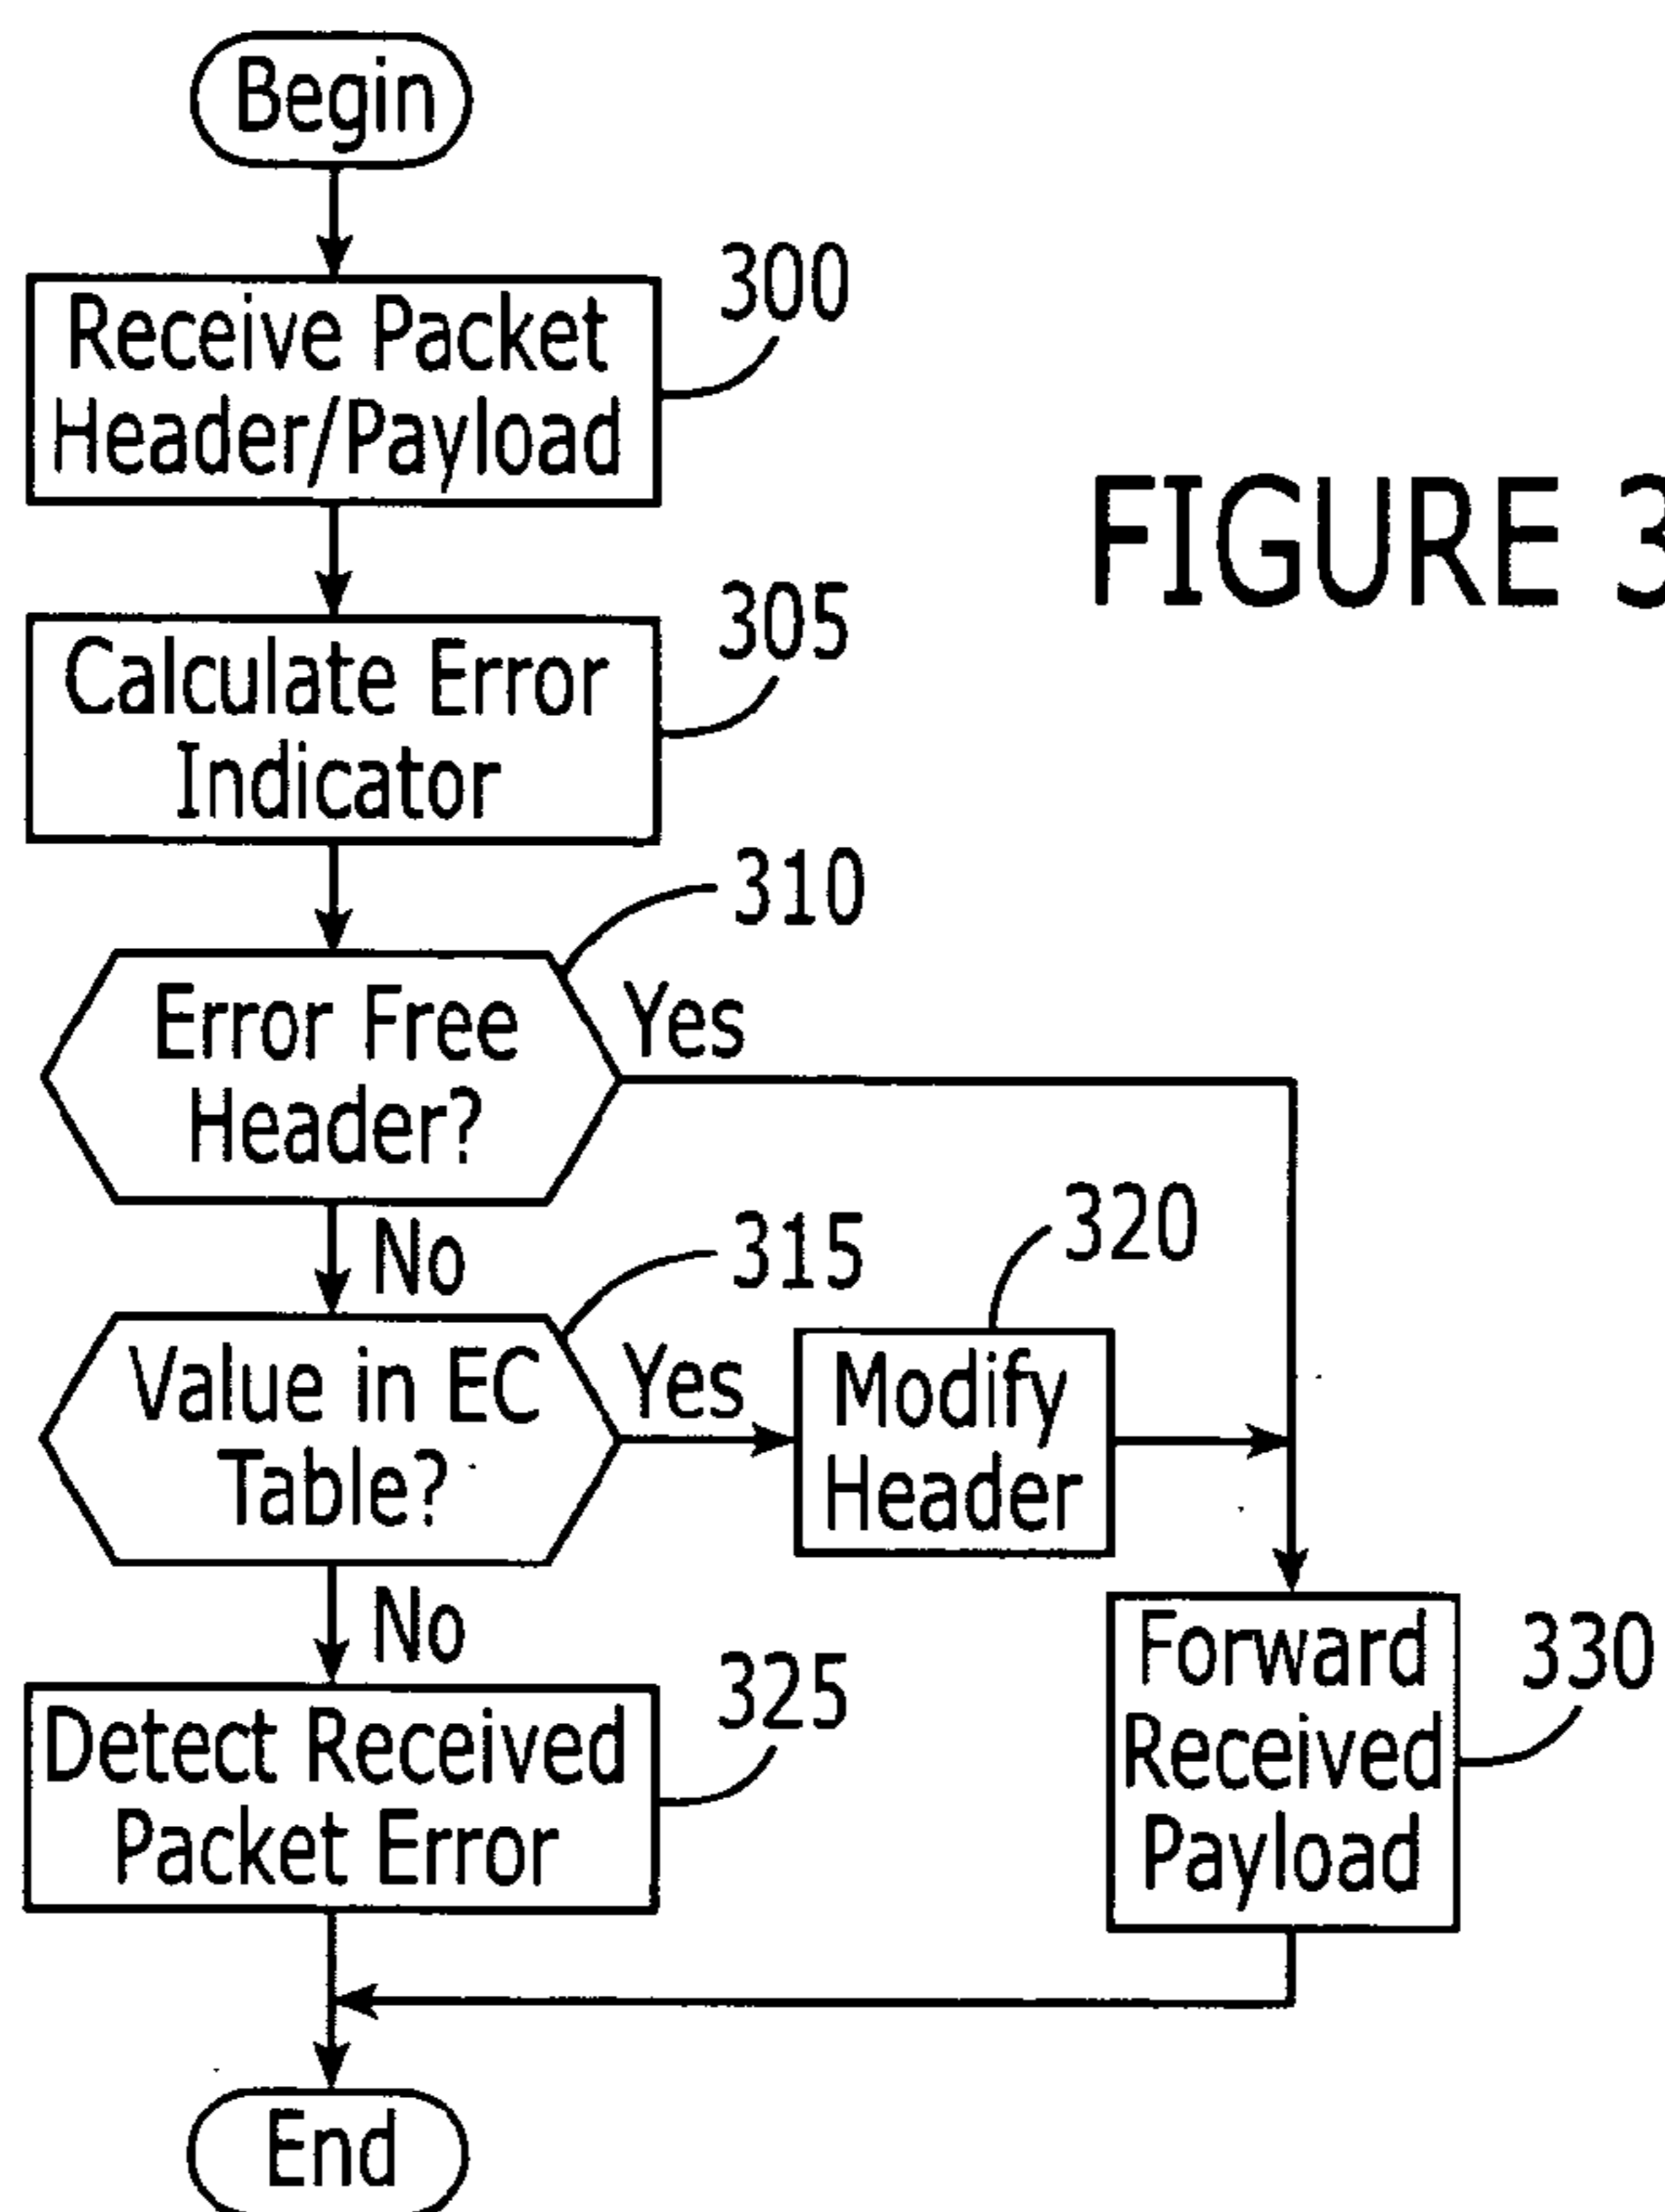 Begin
300
Receive Packet
Header/Payload
FIGURE 3
305
Calculate Error
Indicator
310
Error Free
Header?
Yes
No
315
320
Value in EC
Table?
Yes
Modify
Header
No
325
Detect Received
Packet Error
Forward
Received
Payload
330
End